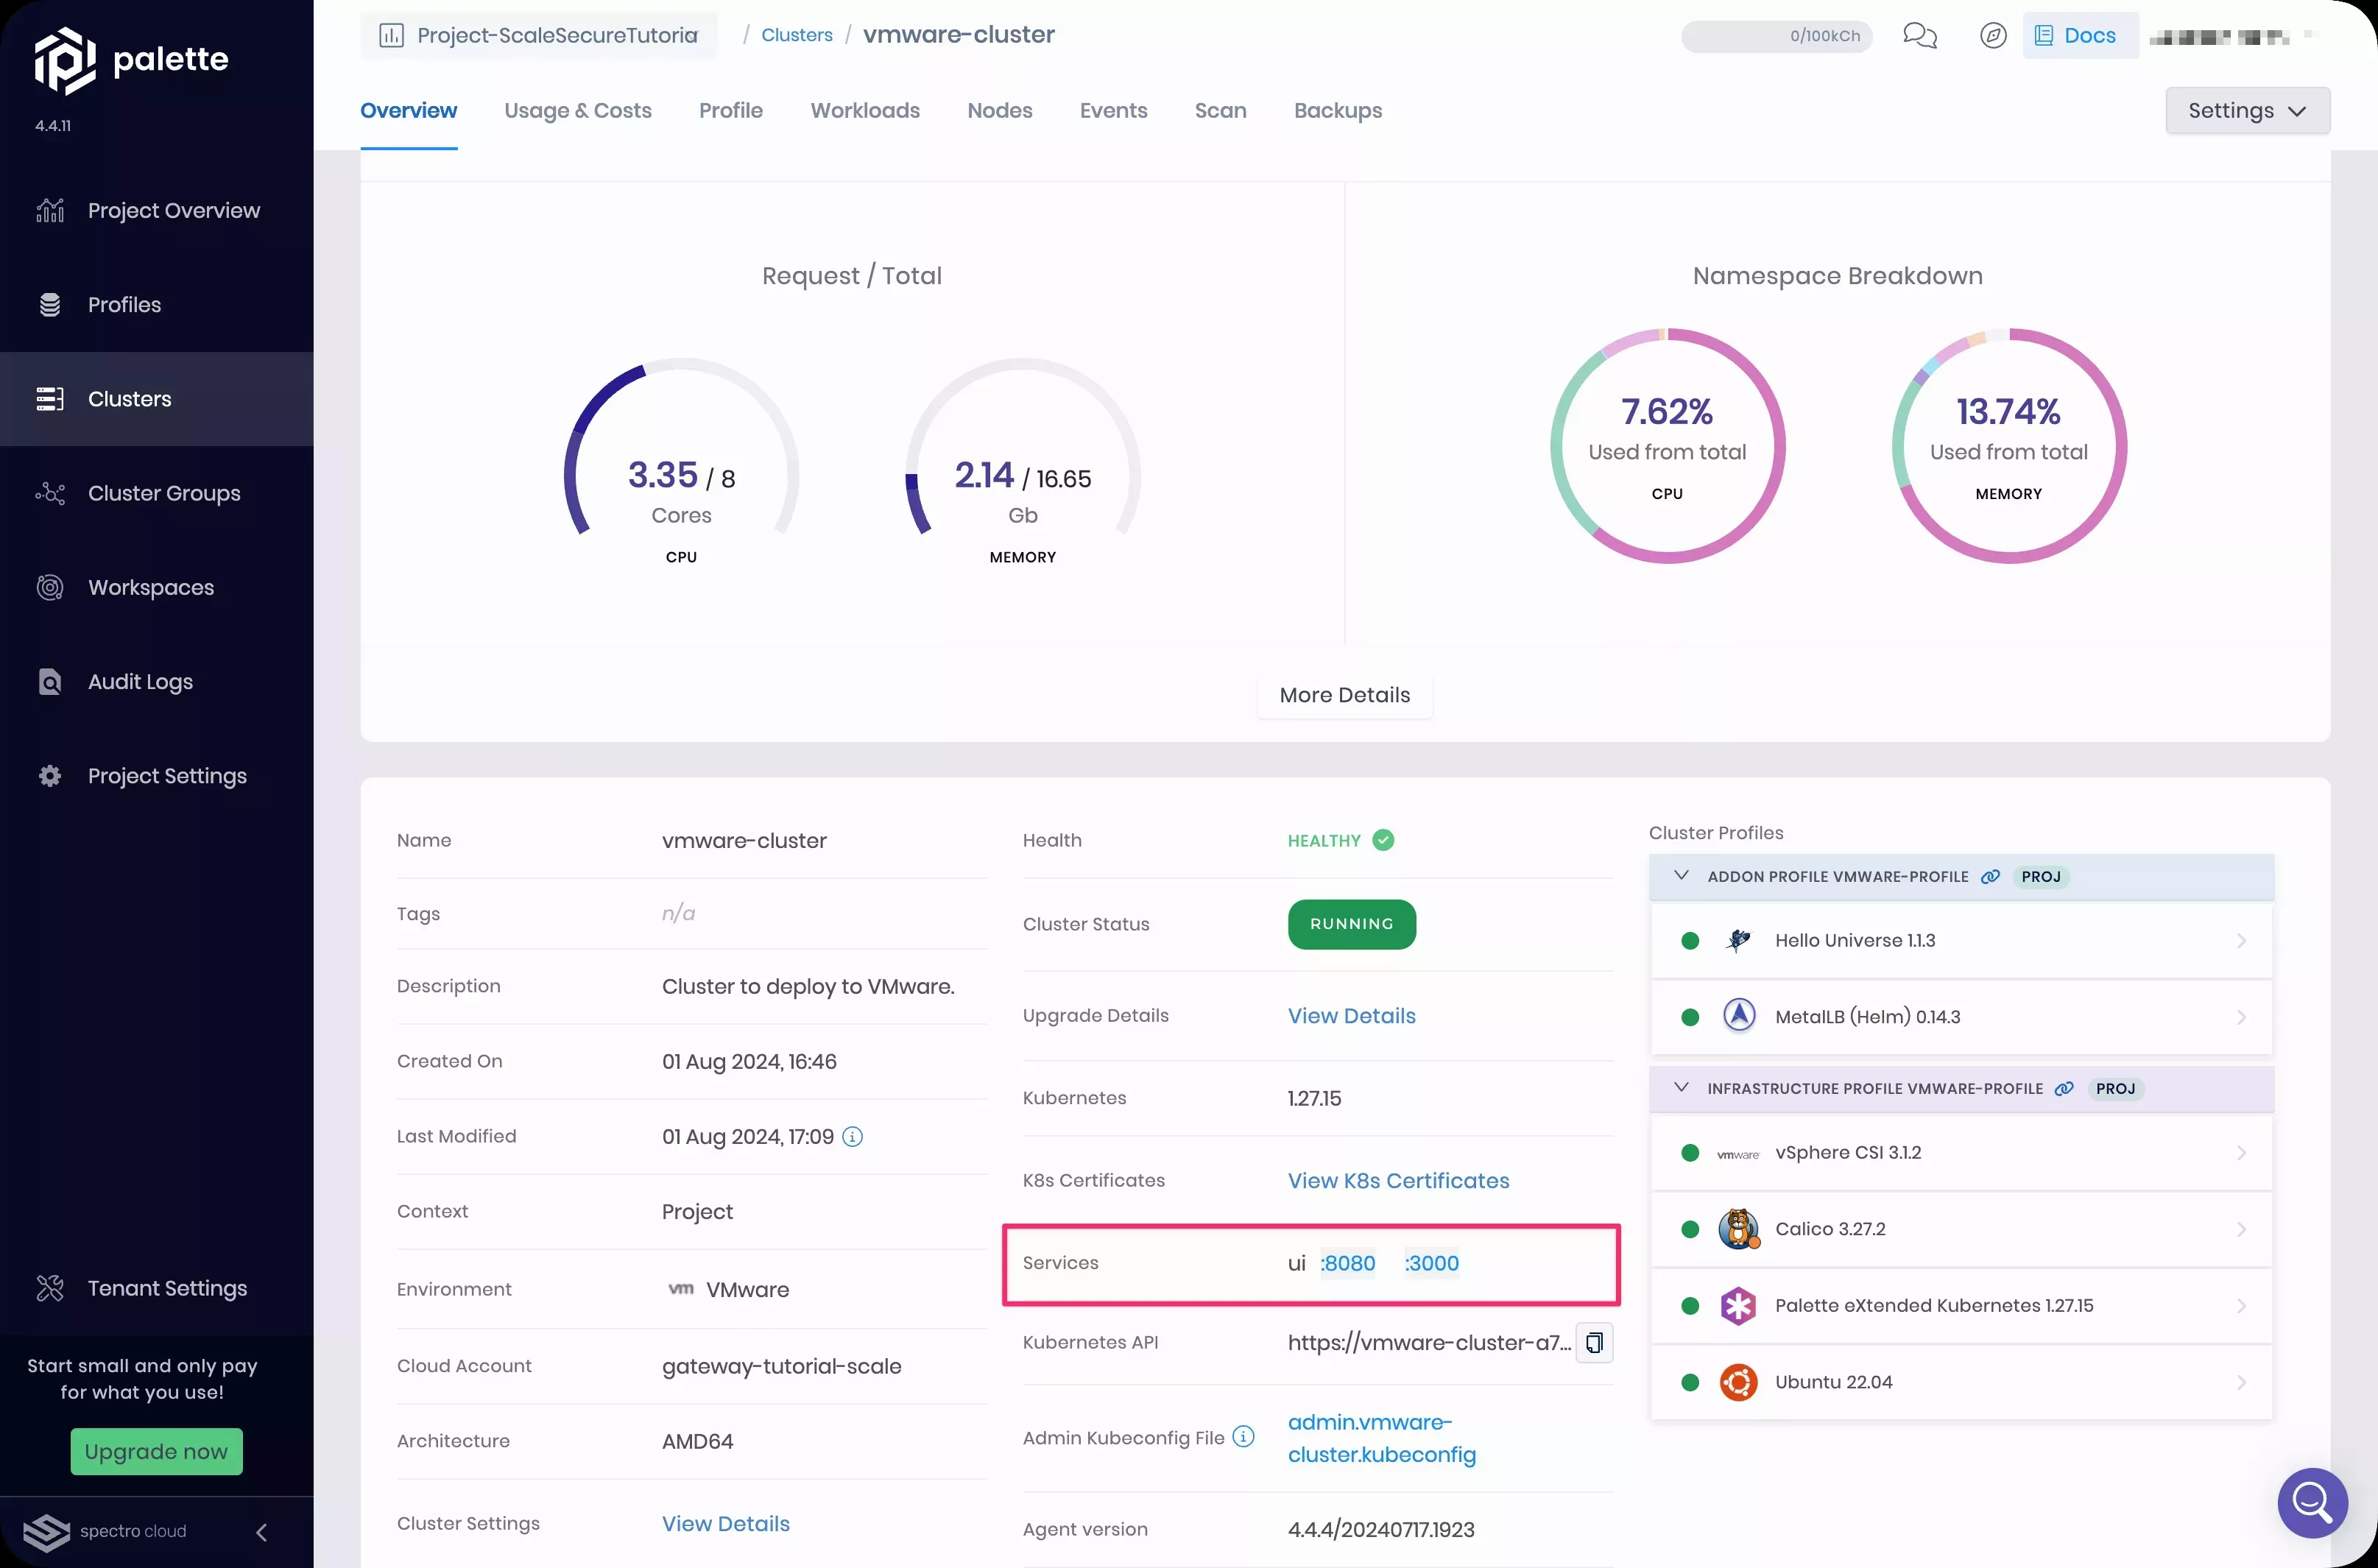 palette
4.4.11
Project Overview
Profiles
Clusters
Cluster Groups
Workspaces
Audit Logs
Project Settings
Tenant Settings
Start small and only pay
for what you use!
Upgrade now
spectro cloud
Project-ScaleSecureTutoria / Clusters / vmware-cluster
0/100kCh
Docs
Overview Usage & Costs Profile Workloads Nodes Events Scan Backups
Settings
Request / Total
3.35 / 8
Cores
CPU
2.14 / 16.65
Gb
MEMORY
Namespace Breakdown
7.62%
Used from total
CPU
13.74%
Used from total
MEMORY
More Details
Name vmware-cluster
Tags n/a
Description Cluster to deploy to VMware.
Created On 01 Aug 2024, 16:46
Last Modified 01 Aug 2024, 17:09
Context Project
Environment vm VMware
Cloud Account gateway-tutorial-scale
Architecture AMD64
Cluster Settings View Details
Health HEALTHY
Cluster Status RUNNING
Upgrade Details View Details
Kubernetes 1.27.15
K8s Certificates View K8s Certificates
Services ui :8080 :3000
Kubernetes API https://vmware-cluster-a7...
Admin Kubeconfig File admin.vmware-
cluster.kubeconfig
Agent version 4.4.4/20240717.1923
Cluster Profiles
ADDON PROFILE VMWARE-PROFILE PROJ
Hello Universe 1.1.3
MetalLB (Helm) 0.14.3
INFRASTRUCTURE PROFILE VMWARE-PROFILE PROJ
vmware vSphere CSI 3.1.2
Calico 3.27.2
Palette eXtended Kubernetes 1.27.15
Ubuntu 22.04